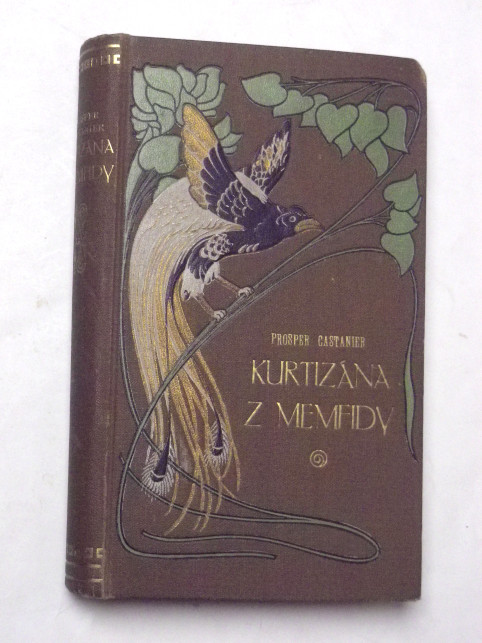 PROSPER CASTANIER
KURTIZÁNA
Z MEMFIDY